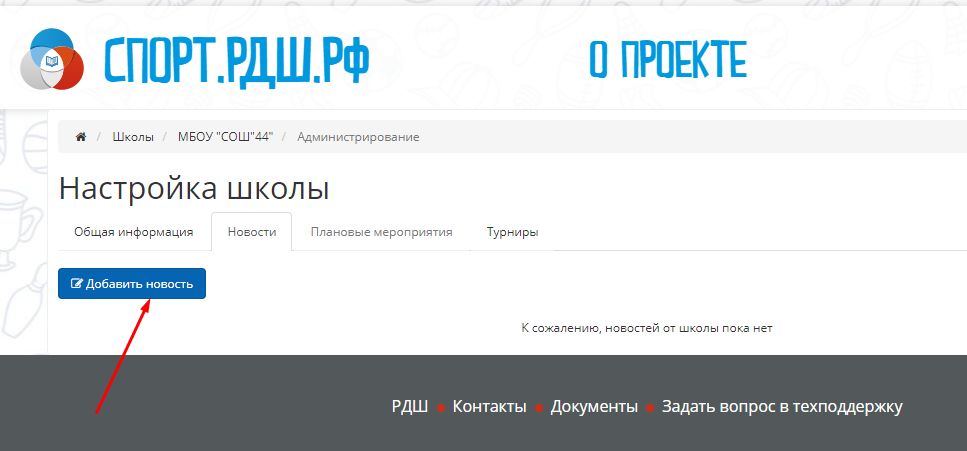 СПОРТ.РДШ.РФ О ПРОЕКТЕ
/ Школы / МБОУ "СОШ"44" / Администрирование
Настройка школы
Общая информация Новости Плановые мероприятия Турниры
Добавить новость
К сожалению, новостей от школы пока нет
РДШ • Контакты • Документы • Задать вопрос в техподдержку